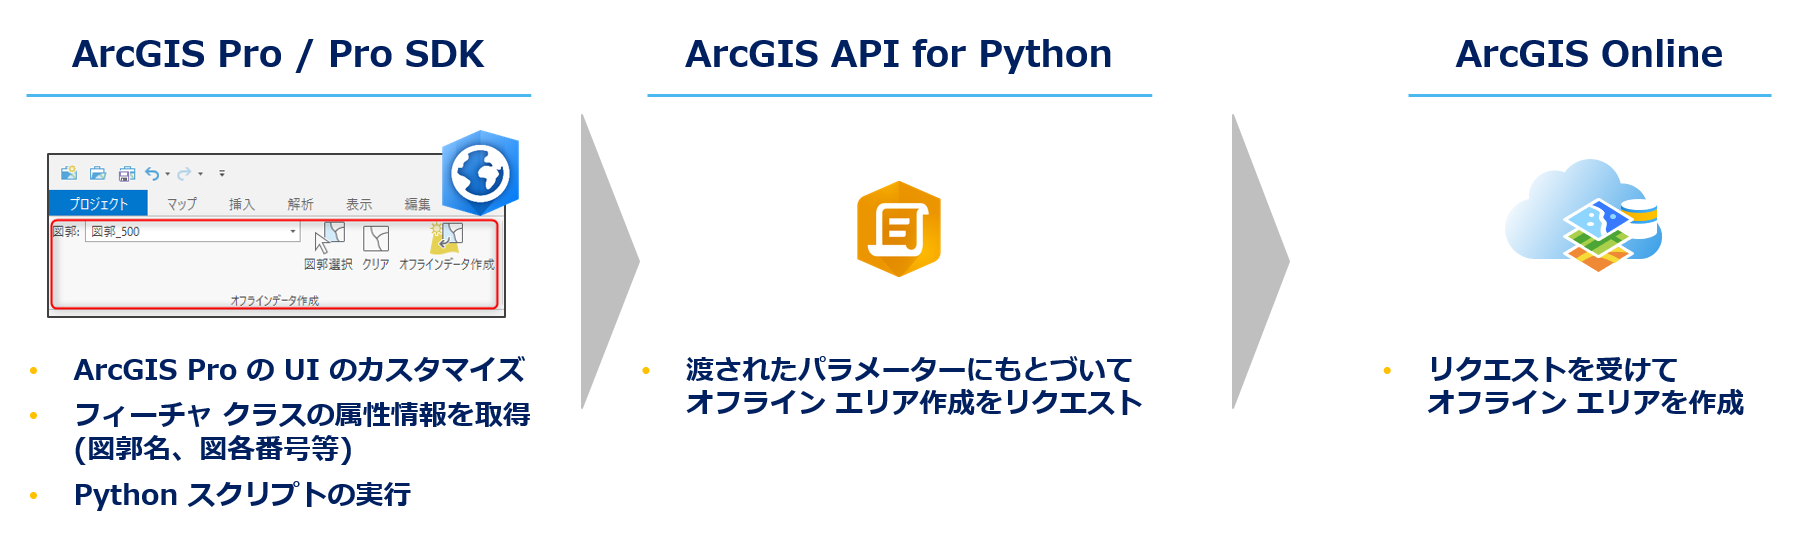 ArcGIS Pro / Pro SDK
プロジェクト マップ 挿入 解析 表示 編集
図郭: 図郭_500
図郭選択 クリア オフラインデータ作成
オフラインデータ作成
• ArcGIS Pro の UI のカスタマイズ
• フィーチャ クラスの属性情報を取得
(図郭名、図各番号等)
• Python スクリプトの実行
ArcGIS API for Python
• 渡されたパラメーターにもとづいて
オフライン エリア作成をリクエスト
ArcGIS Online
• リクエストを受けて
オフライン エリアを作成